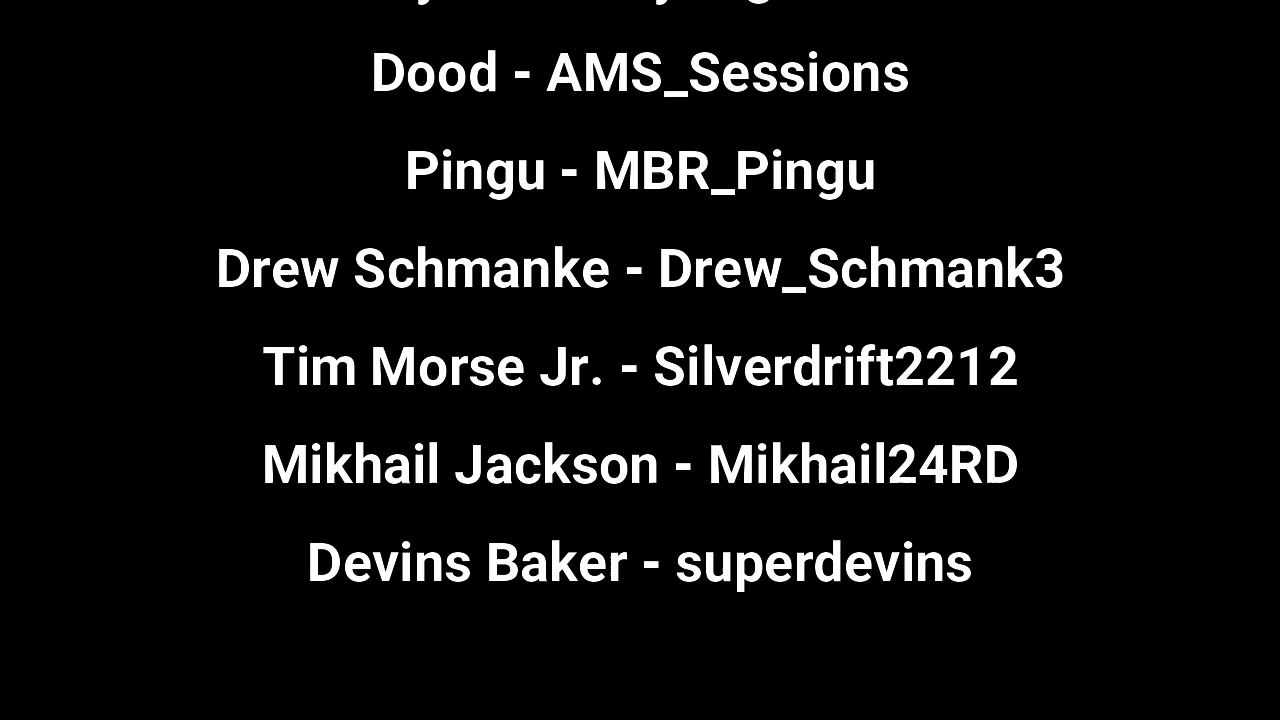 Dood - AMS_Sessions
Pingu - MBR_Pingu
Drew Schmanke - Drew_Schmank3
Tim Morse Jr. - Silverdrift2212
Mikhail Jackson - Mikhail24RD
Devins Baker - superdevins